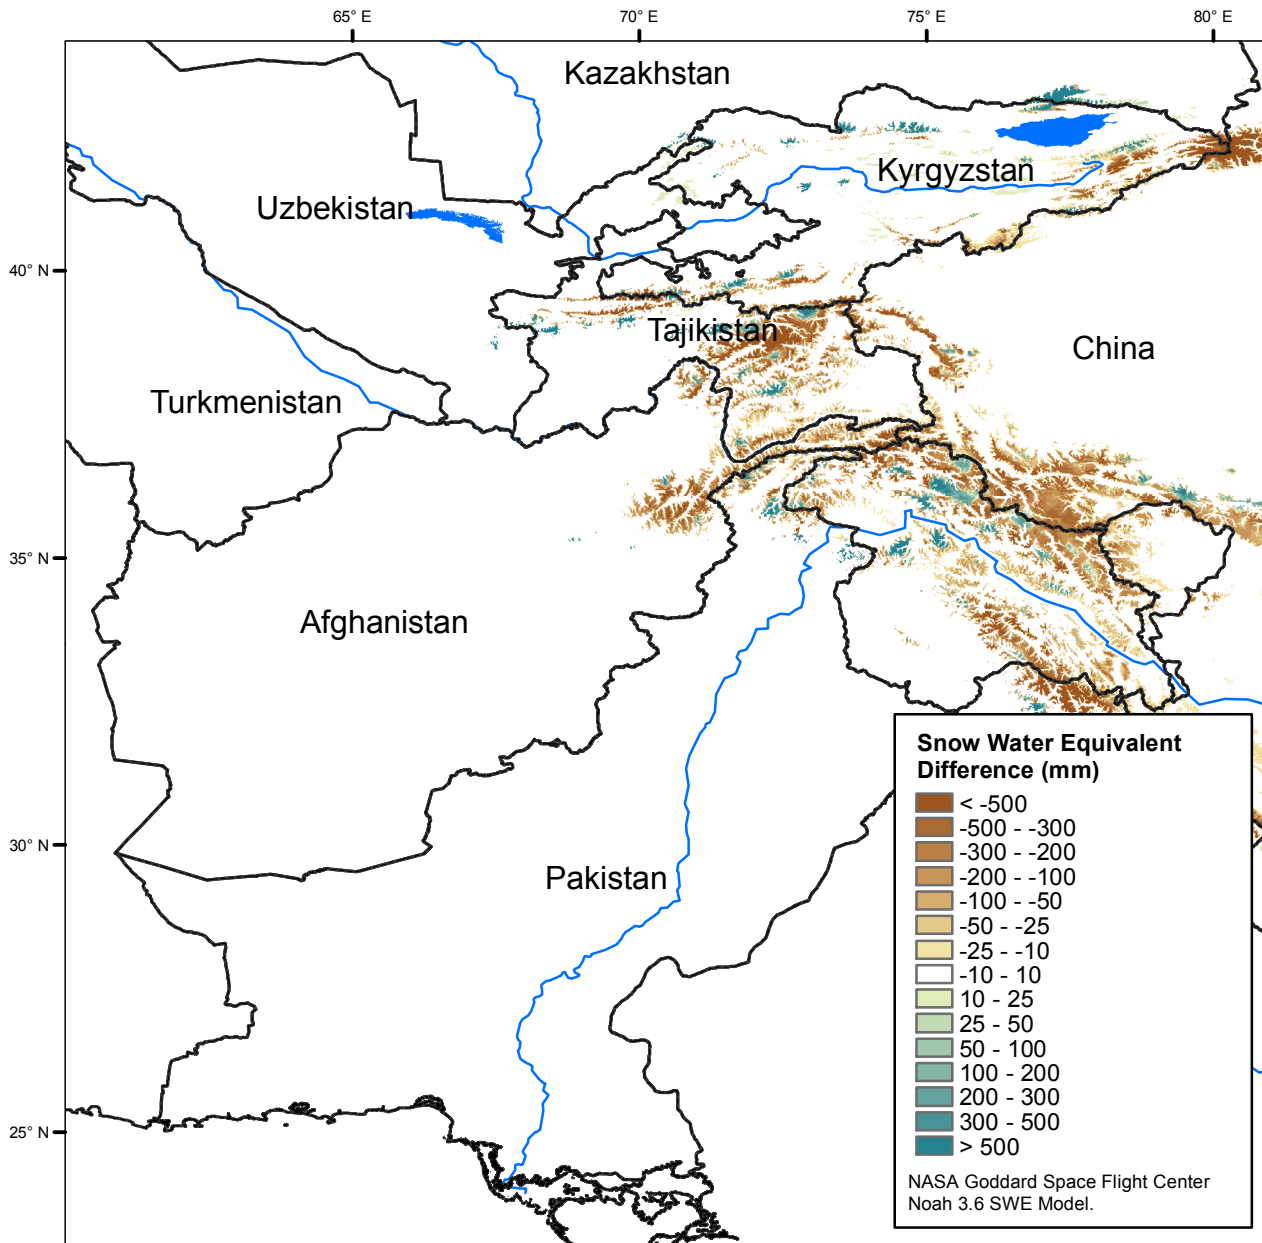 65° E
70° E
75° E
80° E
Kazakhstan
Kyrgyzstan
Uzbekistan
40° N
Tajikistan
China
Turkmenistan
35° N
Afghanistan
30° N
Pakistan
25° N
Snow Water Equivalent
Difference (mm)
< -500
-500 - -300
-300 - -200
-200 - -100
-100 - -50
-50 - -25
-25 - -10
-10 - 10
10 - 25
25 - 50
50 - 100
100 - 200
200 - 300
300 - 500
> 500
NASA Goddard Space Flight Center
Noah 3.6 SWE Model.